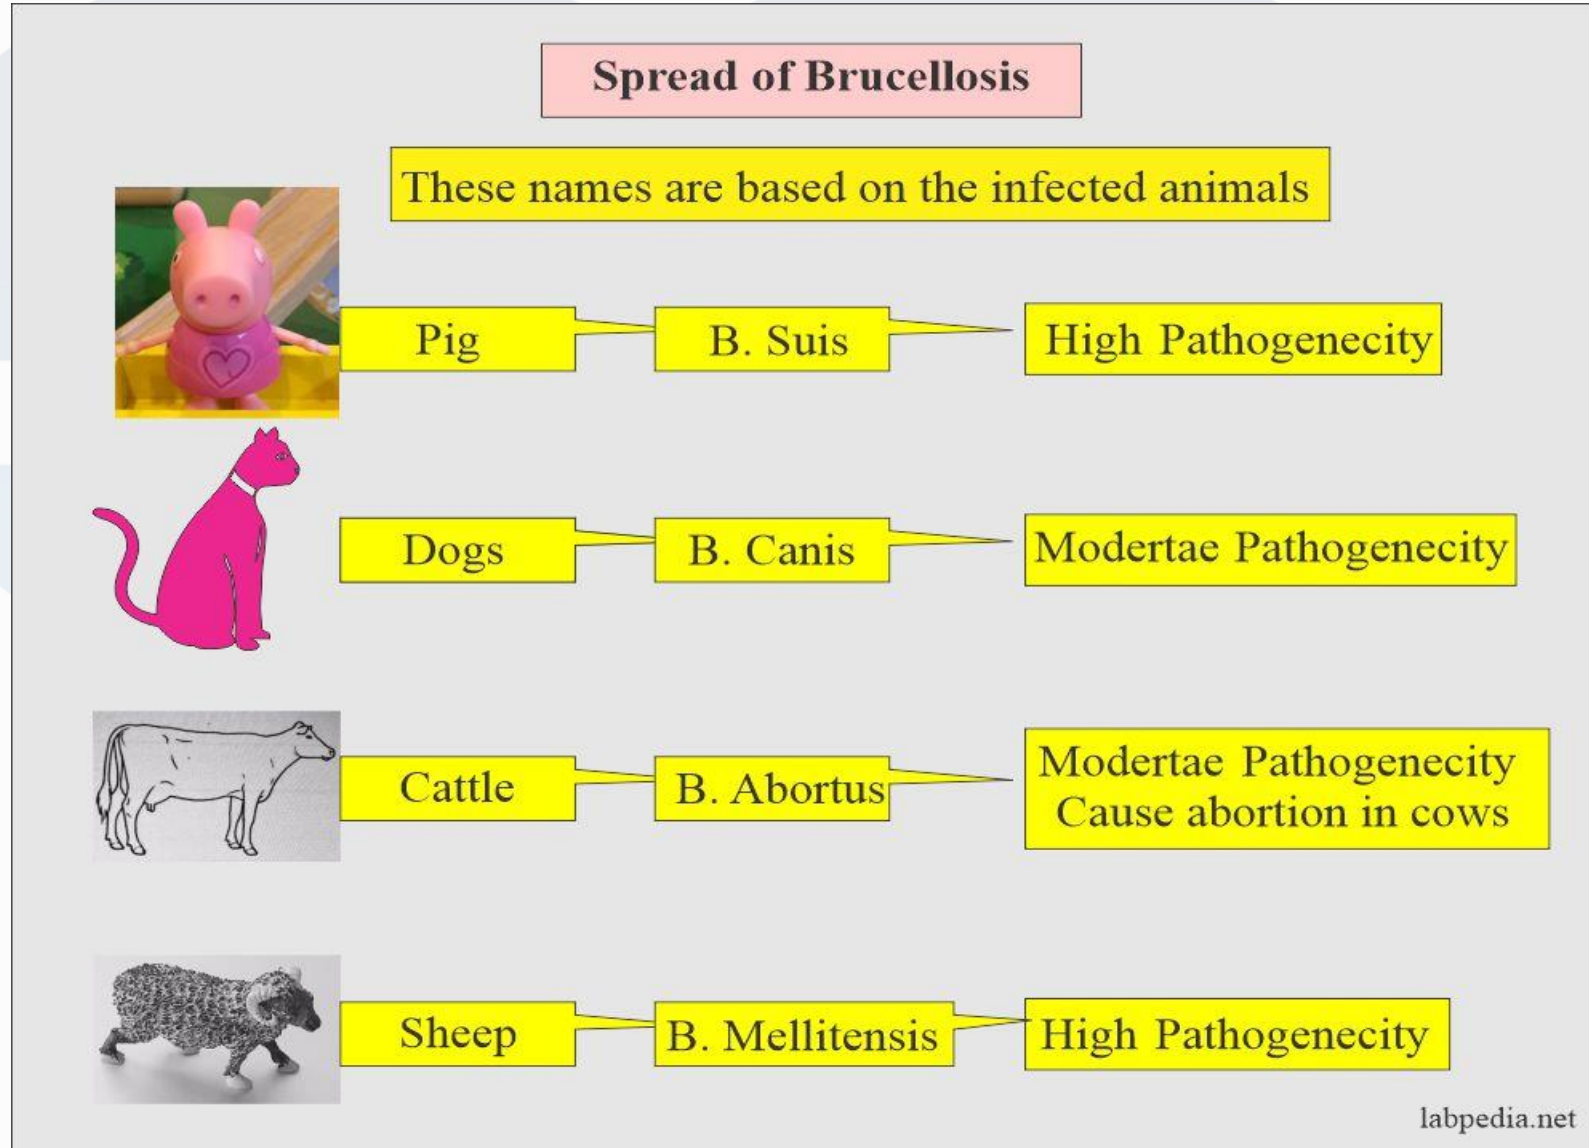 Spread of Brucellosis
These names are based on the infected animals
Pig
B. Suis
High Pathogenecity
Dogs
B. Canis
Modertae Pathogenecity
Cattle
B. Abortus
Modertae Pathogenecity
Cause abortion in cows
Sheep
B. Mellitensis
High Pathogenecity
labpedia.net